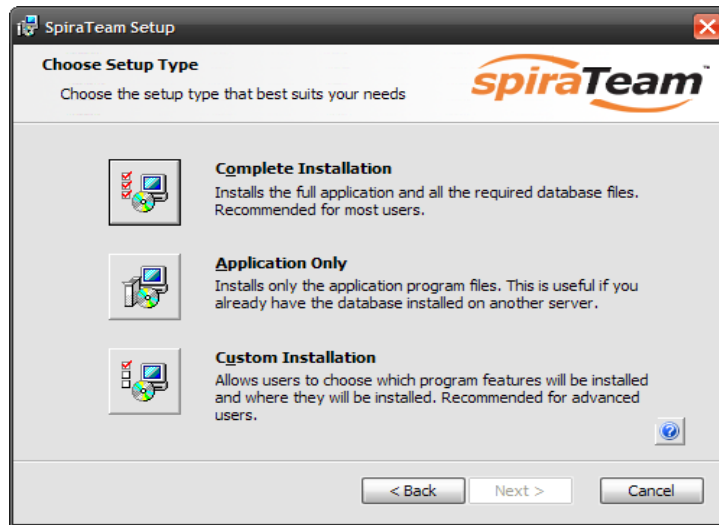 SpiraTeam Setup
Choose Setup Type
Choose the setup type that best suits your needs
spiraTeam™
Complete Installation
Installs the full application and all the required database files.
Recommended for most users.
Application Only
Installs only the application program files. This is useful if you
already have the database installed on another server.
Custom Installation
Allows users to choose which program features will be installed
and where they will be installed. Recommended for advanced
users.
< Back
Next >
Cancel